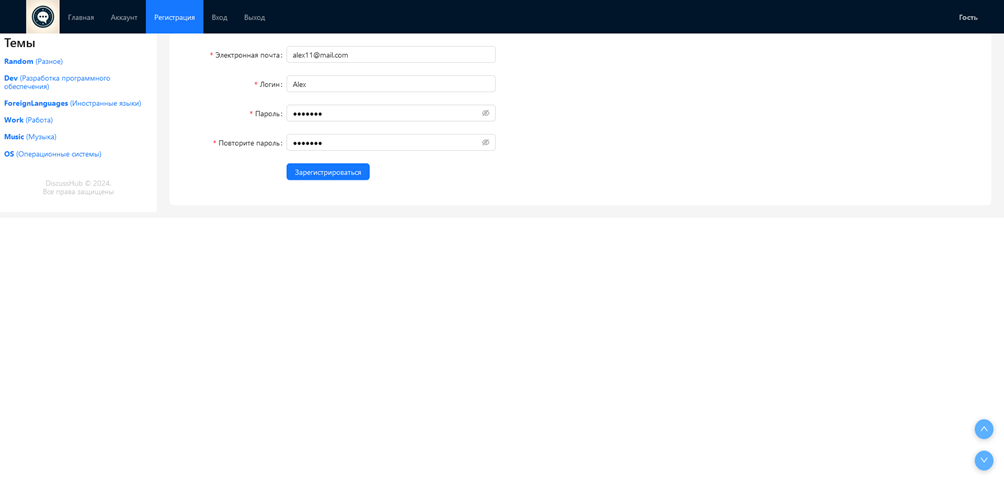 Главная Аккаунт Регистрация Вход Выход Гость
Темы
Random (Разное)
Dev (Разработка программного
обеспечения)
ForeignLanguages (Иностранные языки)
Work (Работа)
Music (Музыка)
OS (Операционные системы)
DiscussHub © 2024.
Все права защищены
* Электронная почта: alex11@mail.com
* Логин: Alex
* Пароль: •••••••
* Повторите пароль: •••••••
Зарегистрироваться